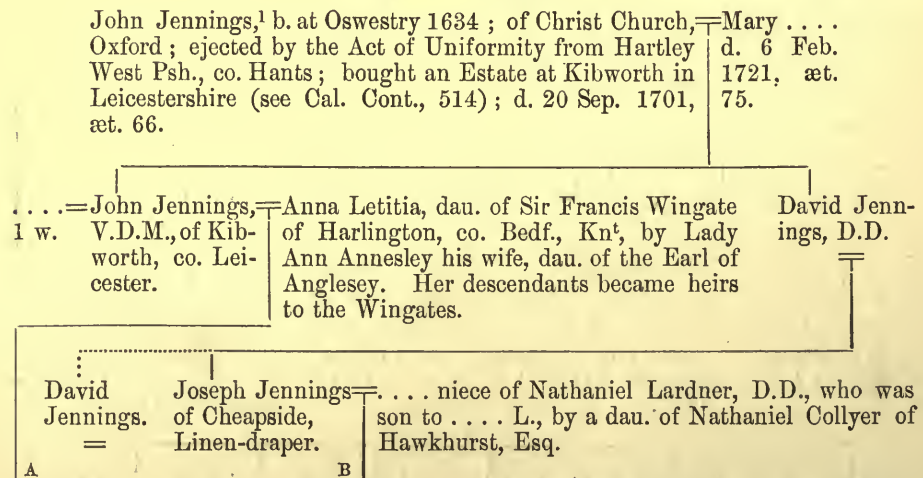 John Jennings,¹ b. at Oswestry 1634 ; of Christ Church,
Oxford ; ejected by the Act of Uniformity from Hartley
West Psh., co. Hants ; bought an Estate at Kibworth in
Leicestershire (see Cal. Cont., 514) ; d. 20 Sep. 1701,
æt. 66.
=Mary . . . .
d. 6 Feb.
1721, æt.
75.
. . . .=
1 w.
John Jennings,=
V.D.M., of Kib-
worth, co. Lei-
cester.
Anna Letitia, dau. of Sir Francis Wingate
of Harlington, co. Bedf., Knᵗ, by Lady
Ann Annesley his wife, dau. of the Earl of
Anglesey. Her descendants became heirs
to the Wingates.
David Jenn-
ings, D.D.
=
David
Jennings.
=
Joseph Jennings=
of Cheapside,
Linen-draper.
. . . . niece of Nathaniel Lardner, D.D., who was
son to . . . . L., by a dau. of Nathaniel Collyer of
Hawkhurst, Esq.
A
B